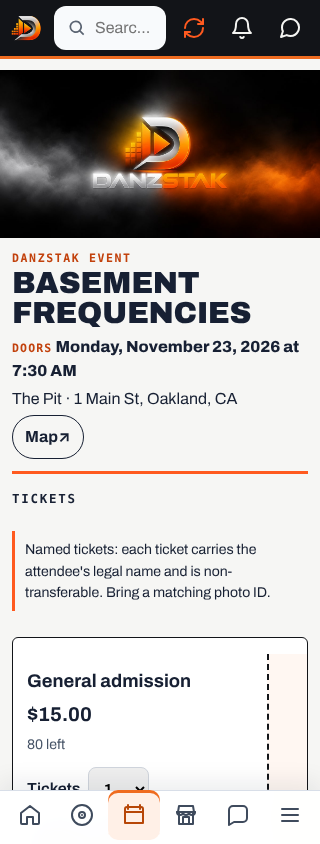 Searc...
DANZSTAK
DANZSTAK EVENT
BASEMENT
FREQUENCIES
DOORS Monday, November 23, 2026 at
7:30 AM
The Pit · 1 Main St, Oakland, CA
Map↗
TICKETS
Named tickets: each ticket carries the
attendee's legal name and is non-
transferable. Bring a matching photo ID.
General admission
$15.00
80 left
Tickets 1